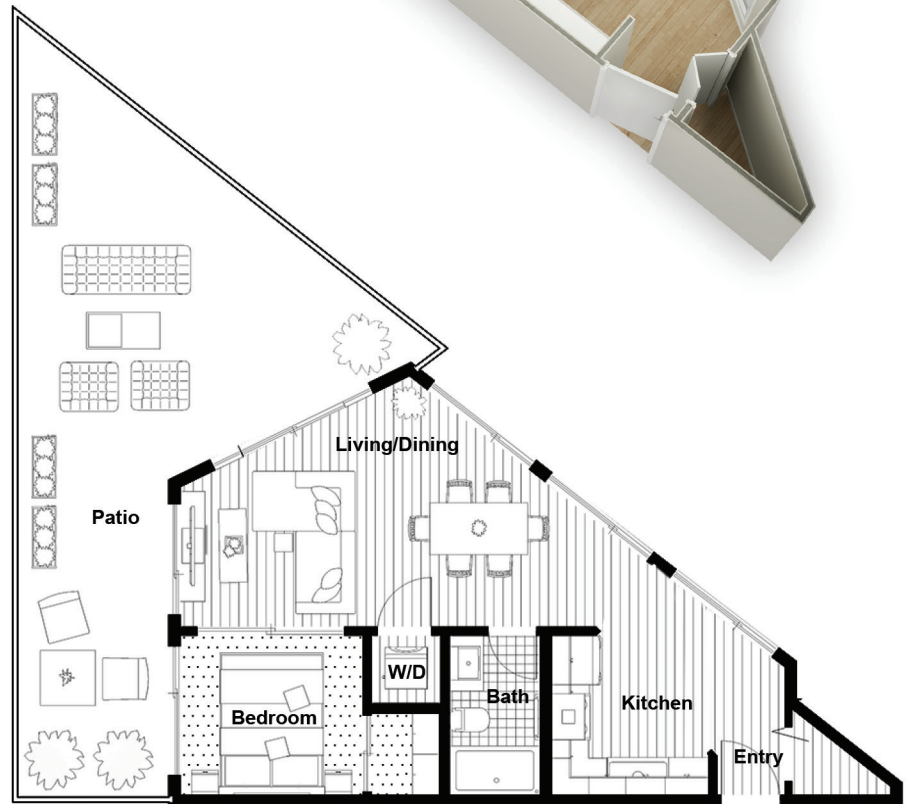 Living/Dining
Patio
W/D
Bath
Bedroom
Kitchen
Entry